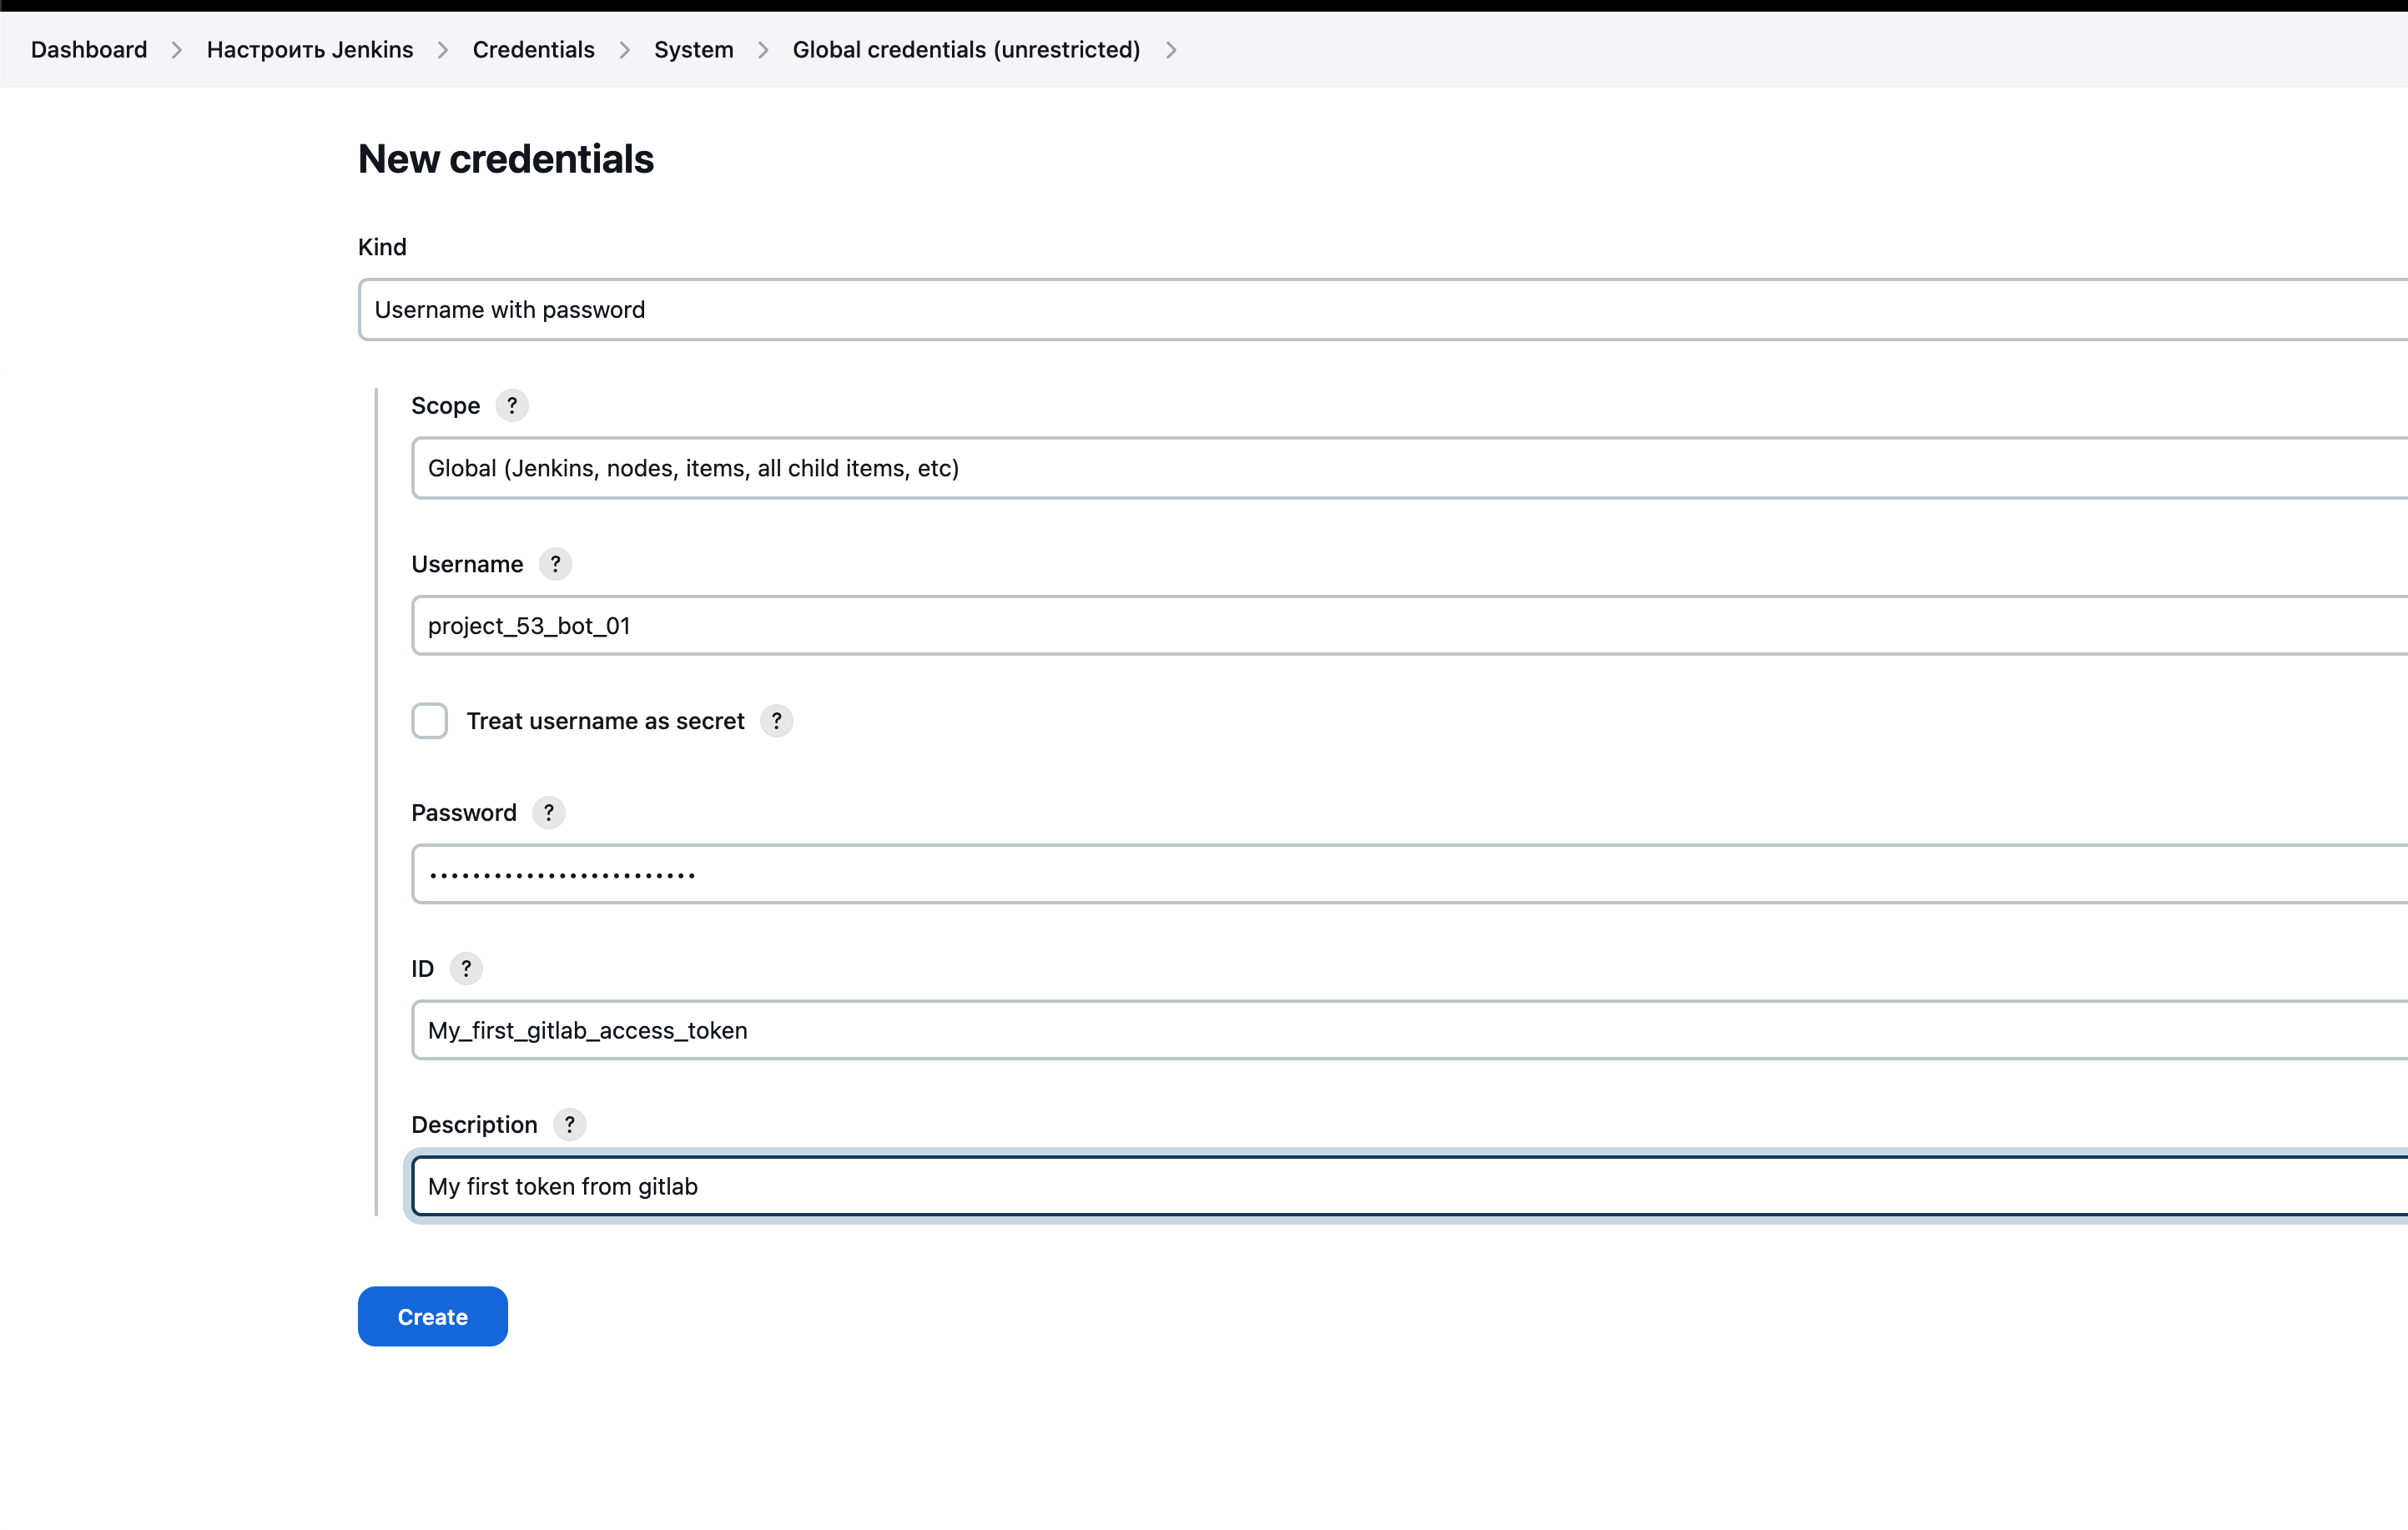 Dashboard > Настроить Jenkins > Credentials > System > Global credentials (unrestricted) >
New credentials
Kind
Username with password
Scope ?
Global (Jenkins, nodes, items, all child items, etc)
Username ?
project_53_bot_01
Treat username as secret ?
Password ?
•••••••••••••••••••••••••
ID ?
My_first_gitlab_access_token
Description ?
My first token from gitlab
Create